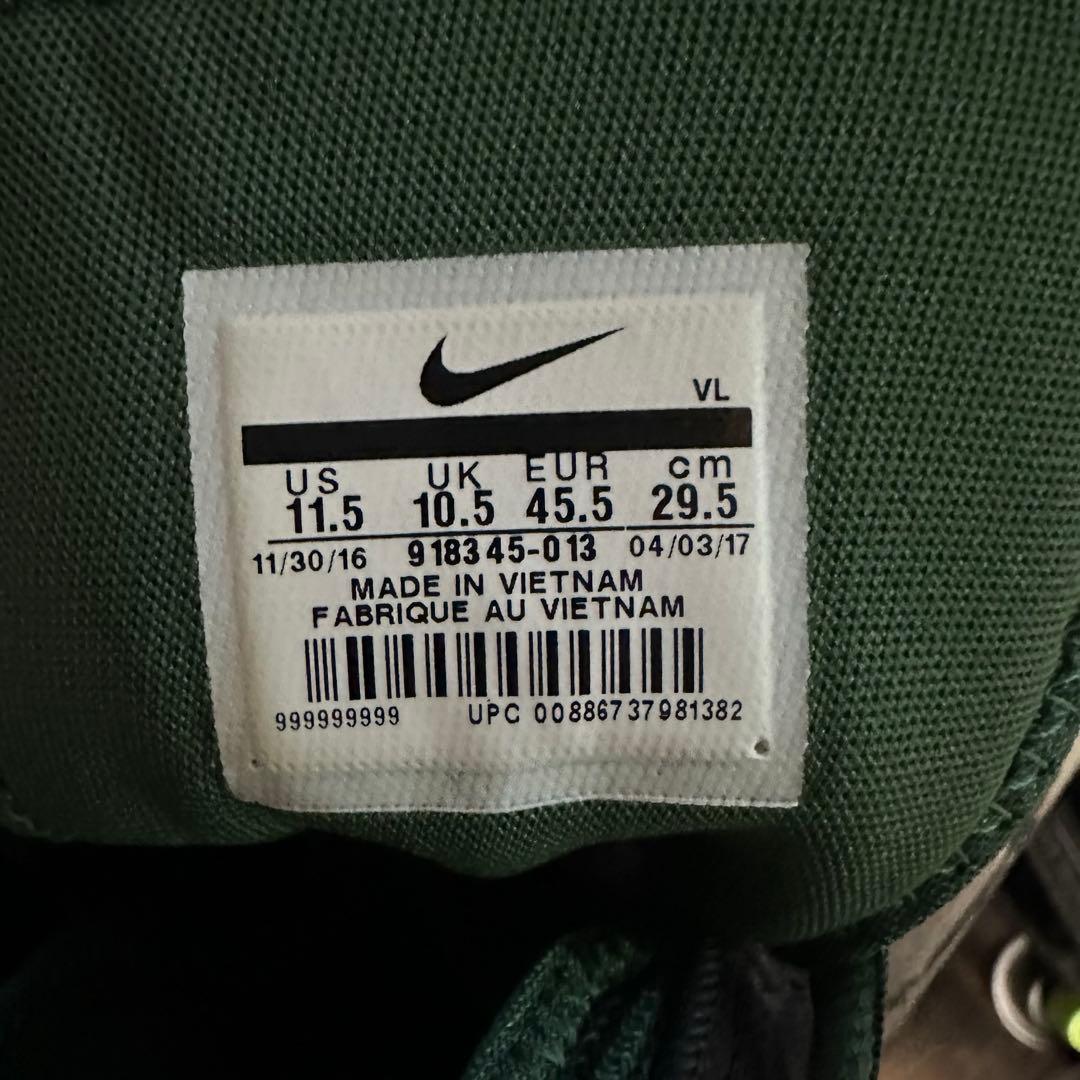 VL
US UK EUR cm
11.5 10.5 45.5 29.5
11/30/16 918345-013 04/03/17
MADE IN VIETNAM
FABRIQUE AU VIETNAM
999999999 UPC 00886737981382